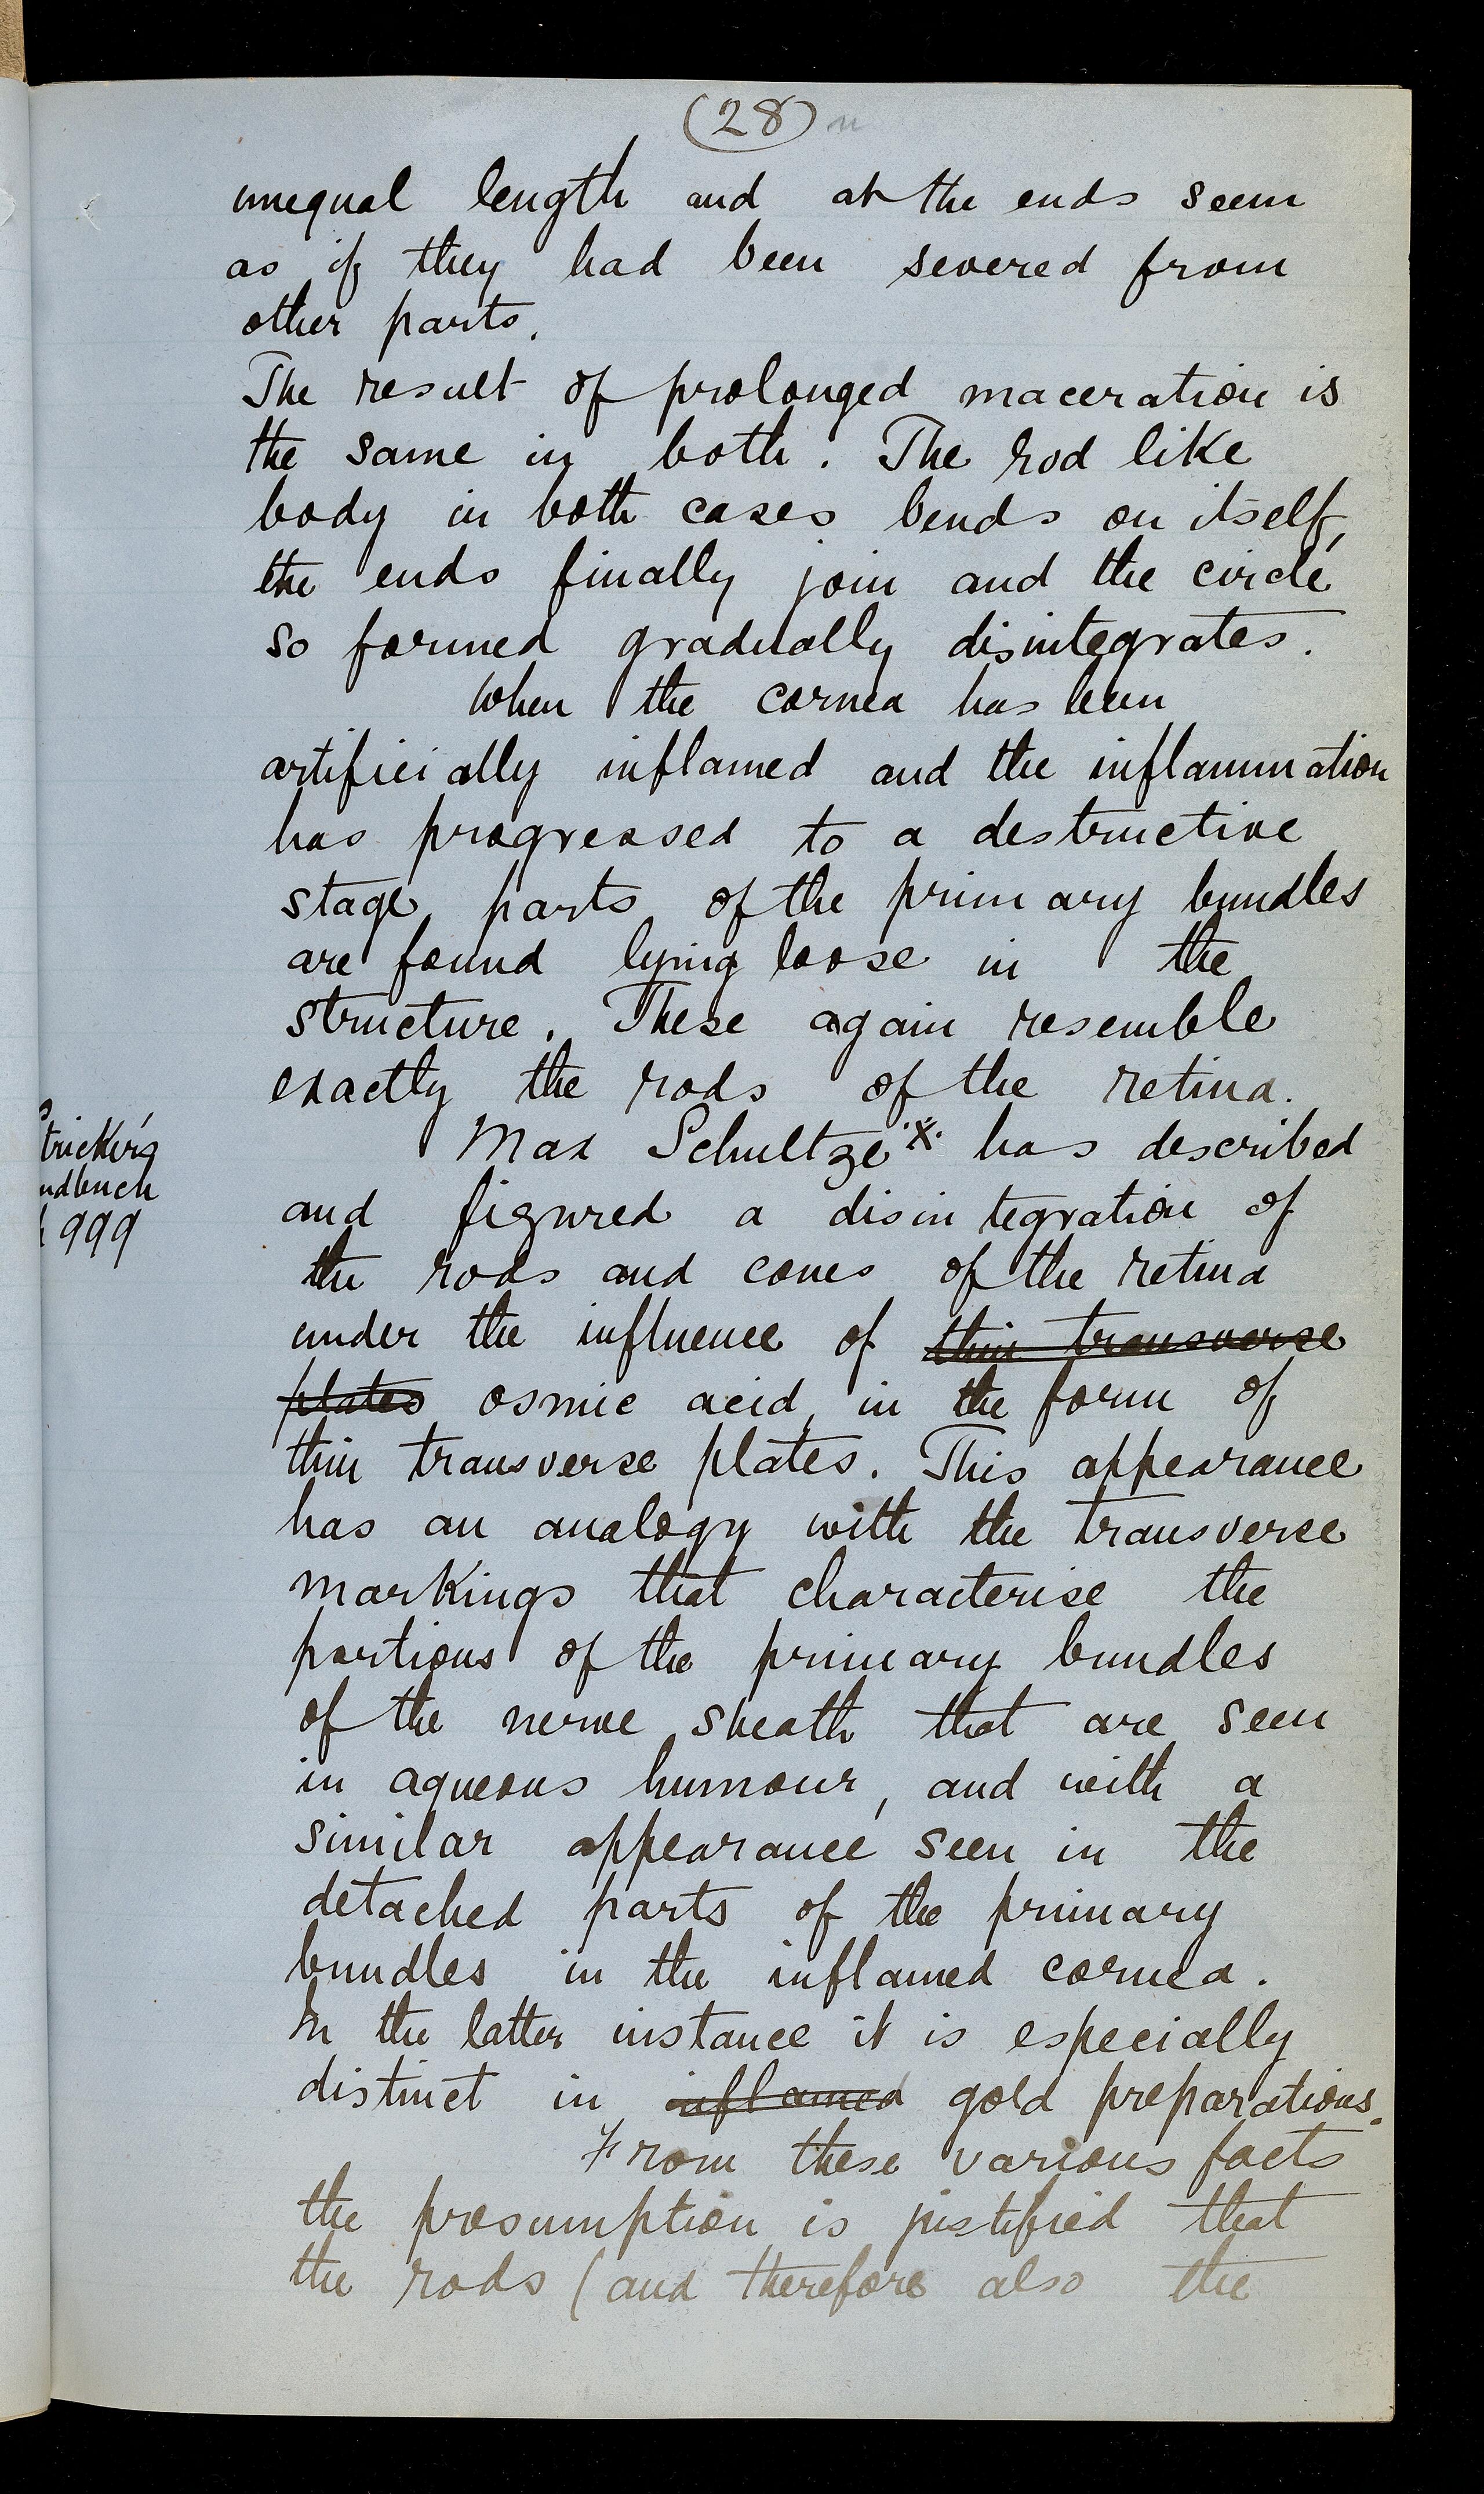 (28)
unequal length and at the ends seem
as if they had been severed from
other parts.
The result of prolonged maceration is
the same in both. The rod like
body in both cases bends on itself,
the ends finally join and the circle
so formed gradually disintegrates.
When the cornea has been
artificially inflamed and the inflammation
has progressed to a destructive
stage, parts of the primary bundles
are found lying loose in the
structure. These again resemble
exactly the rods of the retina.
Max Schultze x has described
tricker's
ndbuch
999
and figured a disintegration of
the rods and cones of the retina
under the influence of thin transverse
plates osmic acid, in the form of
thin transverse plates. This appearance
has an analogy with the transverse
markings that characterise the
portions of the primary bundles
of the nerve sheath that are seen
in aqueous humour, and with a
similar appearance seen in the
detached parts of the primary
bundles in the inflamed cornea.
In the latter instance it is especially
distinct in inflamed gold preparations.
From these various facts
the presumption is justified that
the rods (and therefore also the